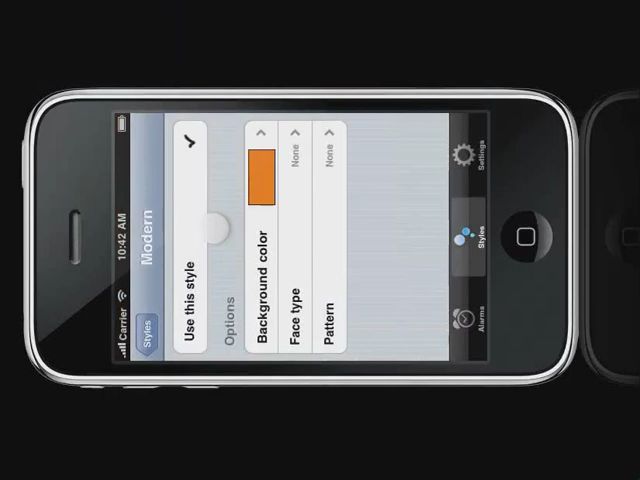 Carrier 10:42 AM
Styles Modern
Use this style
Options
Background color
Face type None
Pattern None
Alarms Styles Settings